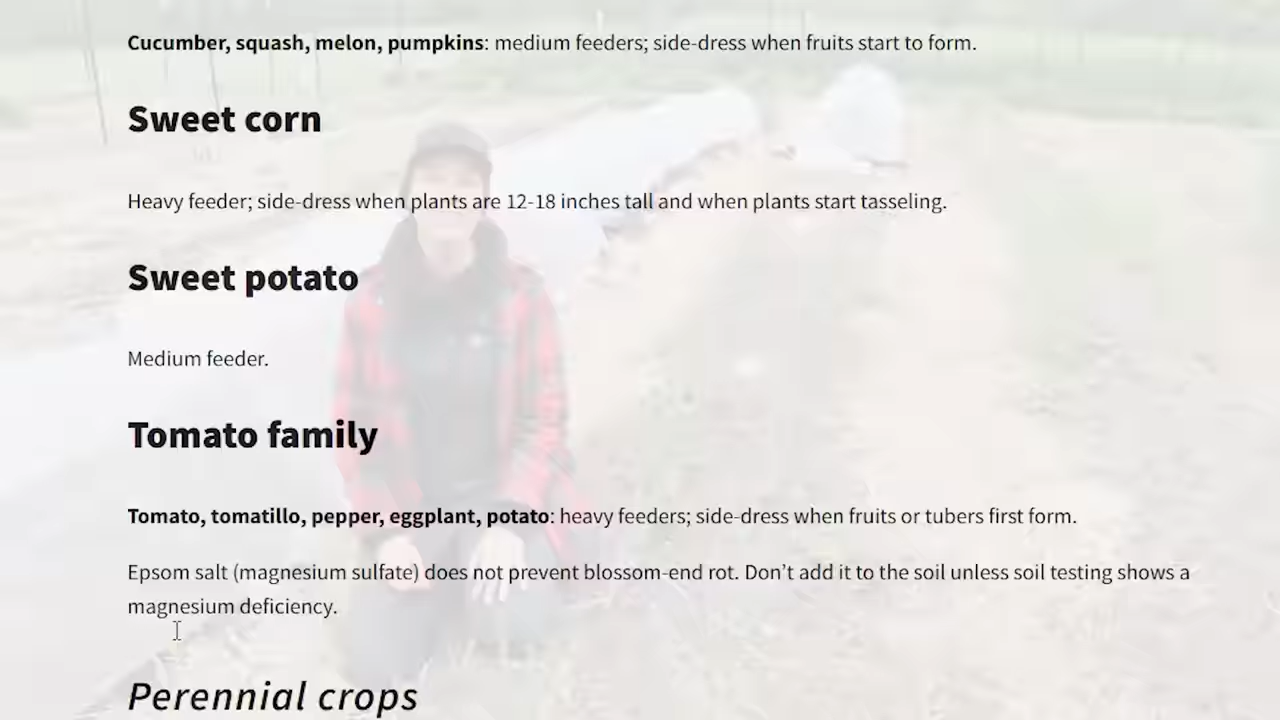 Cucumber, squash, melon, pumpkins: medium feeders; side-dress when fruits start to form.
Sweet corn
Heavy feeder; side-dress when plants are 12-18 inches tall and when plants start tasseling.
Sweet potato
Medium feeder.
Tomato family
Tomato, tomatillo, pepper, eggplant, potato: heavy feeders; side-dress when fruits or tubers first form.
Epsom salt (magnesium sulfate) does not prevent blossom-end rot. Don’t add it to the soil unless soil testing shows a
magnesium deficiency.
Perennial crops